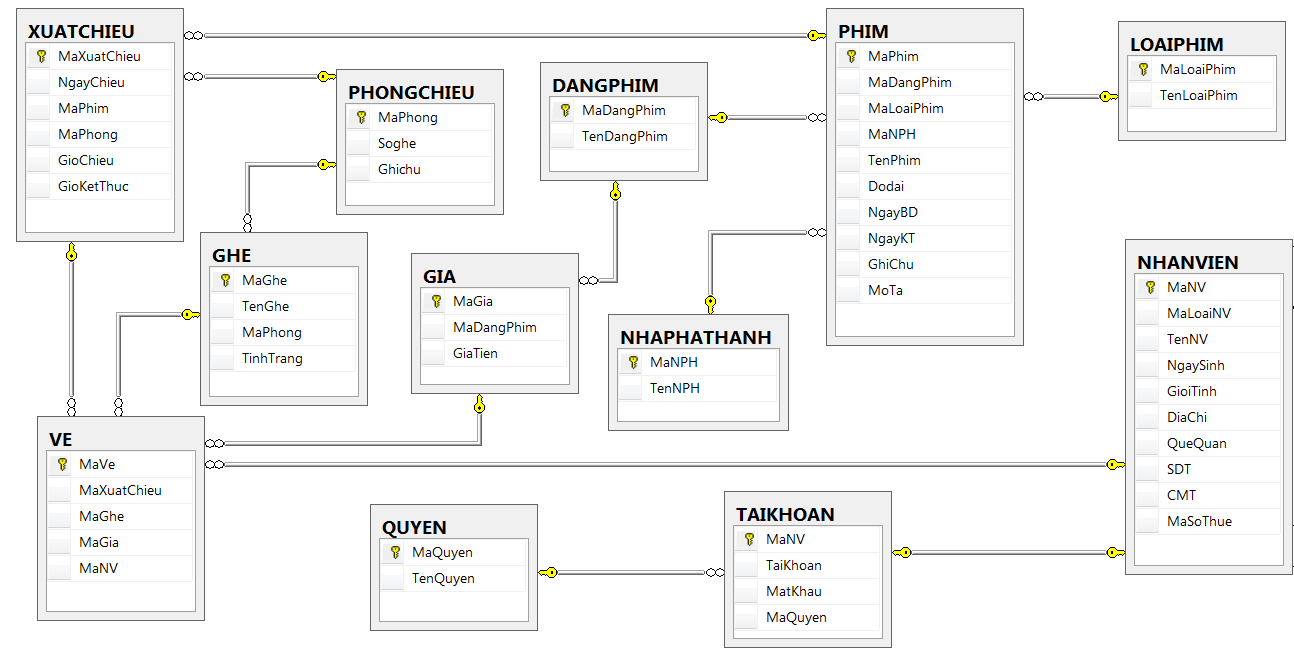 XUATCHIEU
MaXuatChieu
NgayChieu
MaPhim
MaPhong
GioChieu
GioKetThuc
PHONGCHIEU
MaPhong
Soghe
Ghichu
DANGPHIM
MaDangPhim
TenDangPhim
PHIM
MaPhim
MaDangPhim
MaLoaiPhim
MaNPH
TenPhim
Dodai
NgayBD
NgayKT
GhiChu
MoTa
LOAIPHIM
MaLoaiPhim
TenLoaiPhim
GHE
MaGhe
TenGhe
MaPhong
TinhTrang
GIA
MaGia
MaDangPhim
GiaTien
NHAPHATHANH
MaNPH
TenNPH
NHANVIEN
MaNV
MaLoaiNV
TenNV
NgaySinh
GioiTinh
DiaChi
QueQuan
SDT
CMT
MaSoThue
VE
MaVe
MaXuatChieu
MaGhe
MaGia
MaNV
QUYEN
MaQuyen
TenQuyen
TAIKHOAN
MaNV
TaiKhoan
MatKhau
MaQuyen